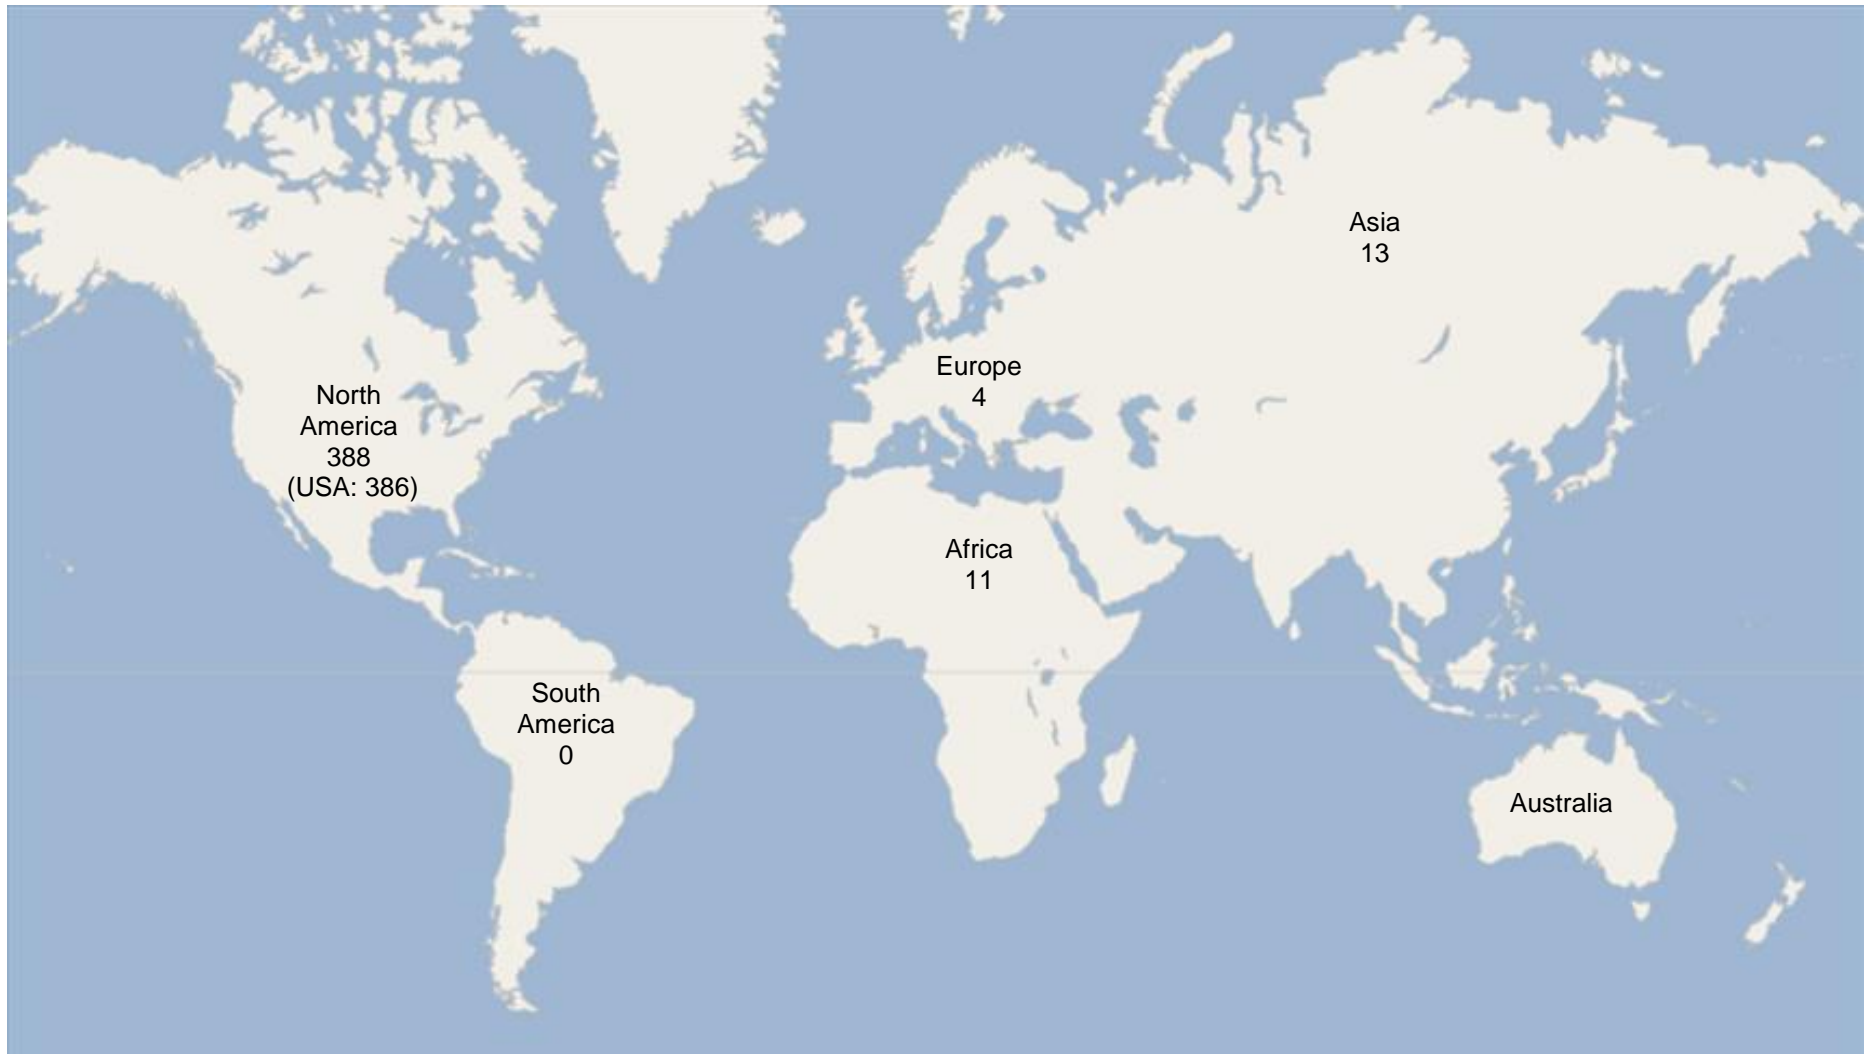 Asia
13
Europe
4
North
America
388
(USA: 386)
Africa
11
South
America
0
Australia